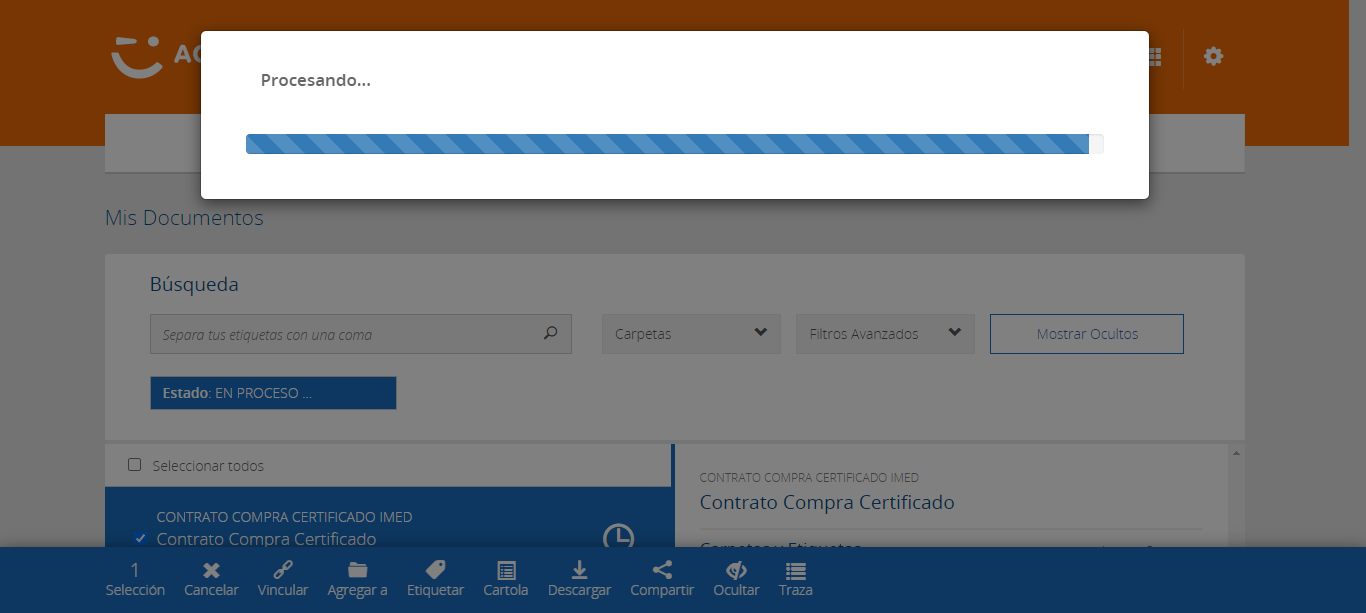 Procesando...
Mis Documentos
Búsqueda
Separa tus etiquetas con una coma
Carpetas
Filtros Avanzados
Mostrar Ocultos
Estado: EN PROCESO ...
Seleccionar todos
CONTRATO COMPRA CERTIFICADO IMED
Contrato Compra Certificado
CONTRATO COMPRA CERTIFICADO IMED
Contrato Compra Certificado
Carpetas y Etiquetas
1
Selección
Cancelar
Vincular
Agregar a
Etiquetar
Cartola
Descargar
Compartir
Ocultar
Traza